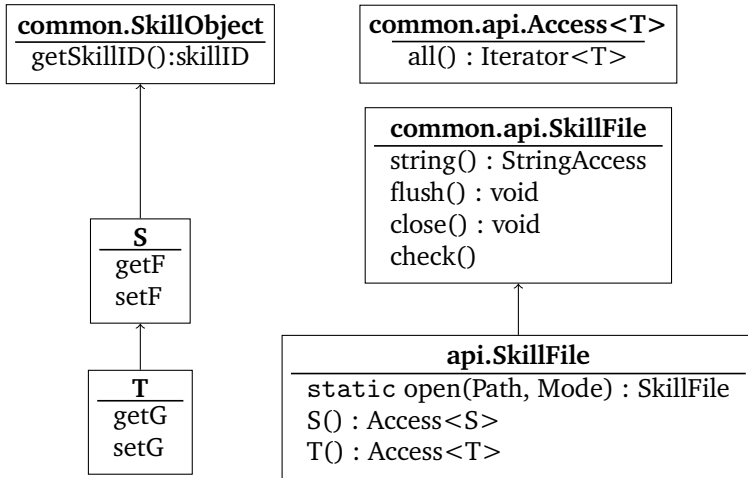 common.SkillObject
getSkillID():skillID
common.api.Access<T>
all() : Iterator<T>
common.api.SkillFile
string() : StringAccess
flush() : void
close() : void
check()
S
getF
setF
T
getG
setG
api.SkillFile
static open(Path, Mode) : SkillFile
S() : Access<S>
T() : Access<T>